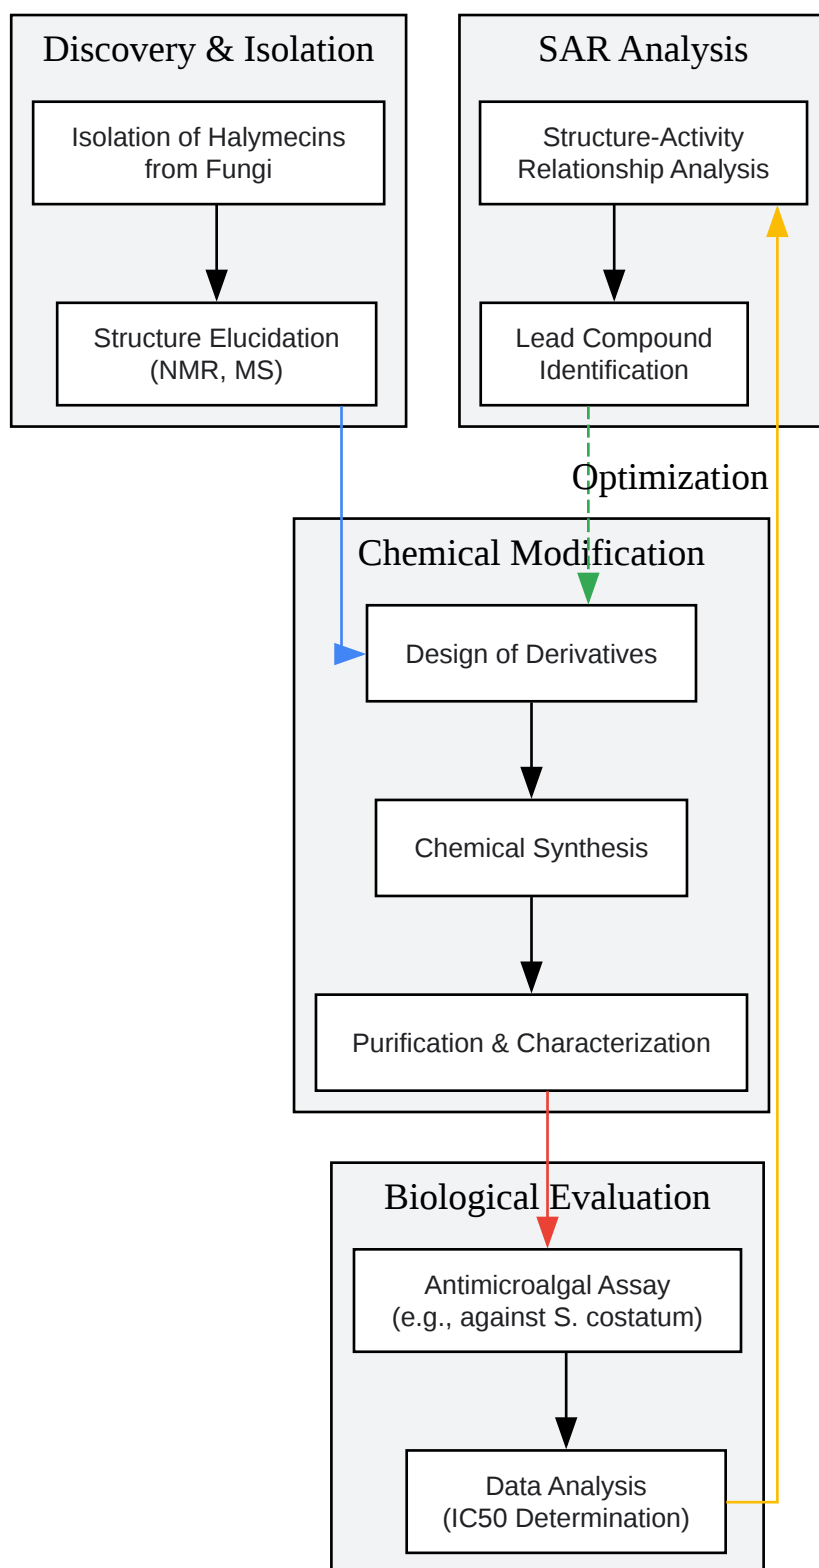 Discovery & Isolation
Isolation of Halymecins
from Fungi
Structure Elucidation
(NMR, MS)
SAR Analysis
Structure-Activity
Relationship Analysis
Lead Compound
Identification
Optimization
Chemical Modification
Design of Derivatives
Chemical Synthesis
Purification & Characterization
Biological Evaluation
Antimicroalgal Assay
(e.g., against S. costatum)
Data Analysis
(IC50 Determination)